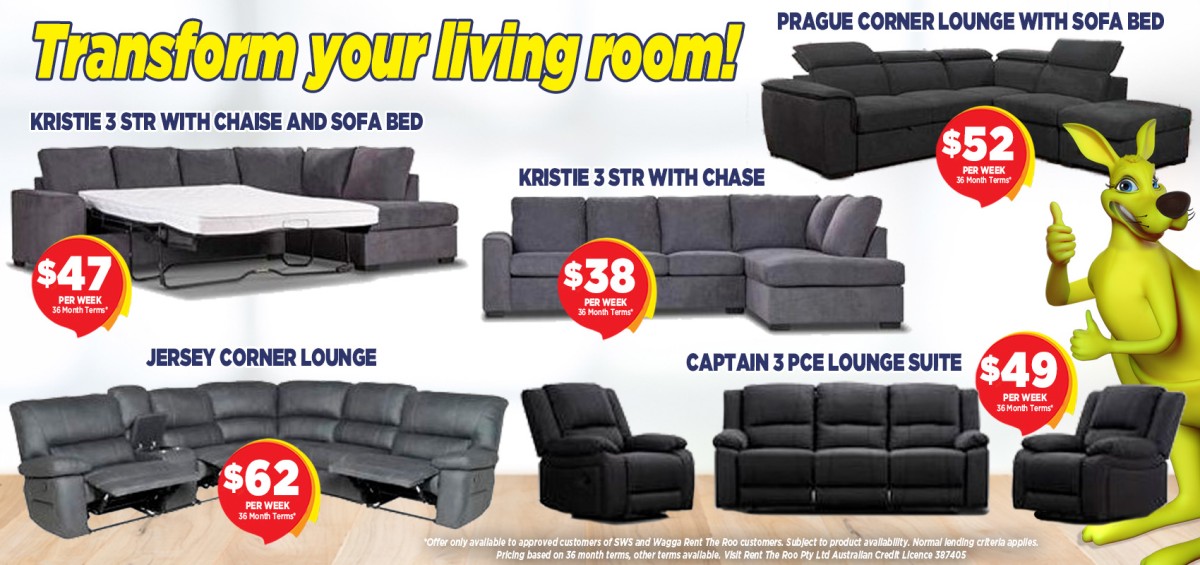 Transform your living room!
PRAGUE CORNER LOUNGE WITH SOFA BED
$52
PER WEEK
36 Month Terms*
KRISTIE 3 STR WITH CHAISE AND SOFA BED
$47
PER WEEK
36 Month Terms*
KRISTIE 3 STR WITH CHASE
$38
PER WEEK
36 Month Terms*
JERSEY CORNER LOUNGE
$62
PER WEEK
36 Month Terms*
CAPTAIN 3 PCE LOUNGE SUITE
$49
PER WEEK
36 Month Terms*
*Offer only available to approved customers of SWS and Wagga Rent The Roo customers. Subject to product availability. Normal lending criteria applies.
Pricing based on 36 month terms, other terms available. Visit Rent The Roo Pty Ltd Australian Credit Licence 387405